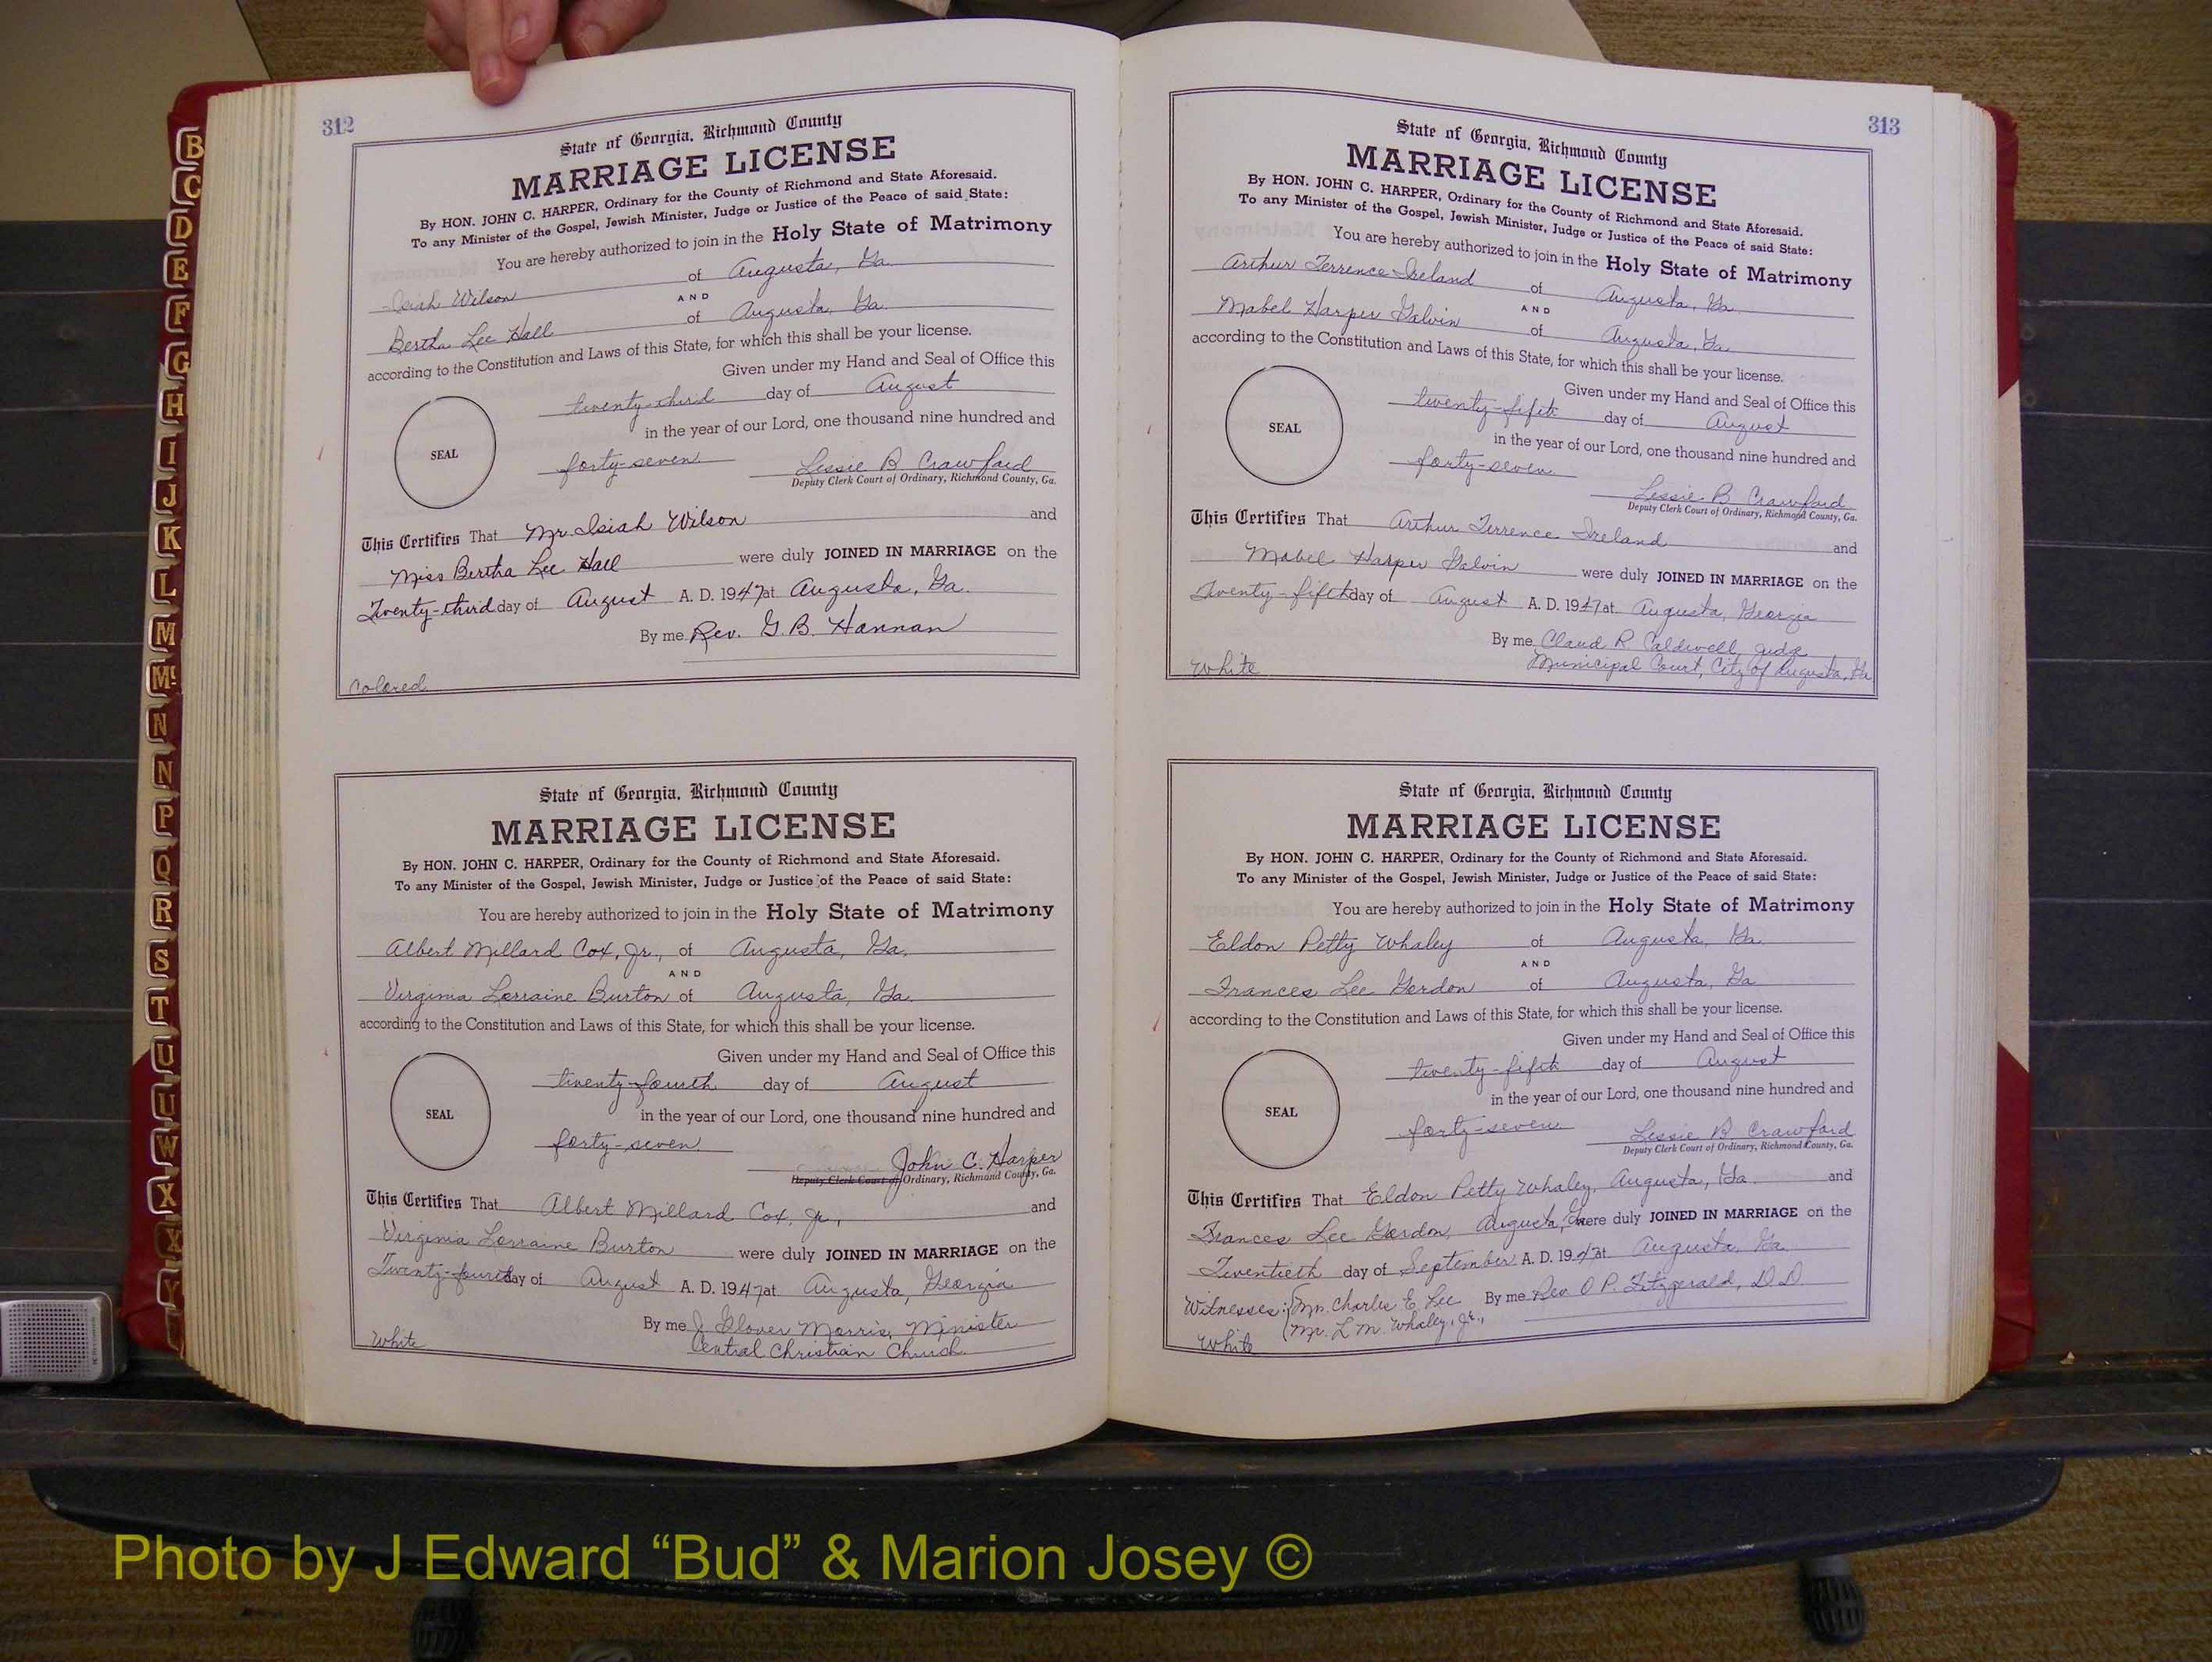 312
State of Georgia, Richmond County
MARRIAGE LICENSE
By HON. JOHN C. HARPER, Ordinary for the County of Richmond and State Aforesaid.
To any Minister of the Gospel, Jewish Minister, Judge or Justice of the Peace of said State:
You are hereby authorized to join in the Holy State of Matrimony
Isiah Wilson of Augusta, Ga.
AND
Bertha Lee Hall of Augusta, Ga.
according to the Constitution and Laws of this State, for which this shall be your license.
Given under my Hand and Seal of Office this
twenty-third day of August
in the year of our Lord, one thousand nine hundred and
SEAL
forty-seven Lessie B Crawford
Deputy Clerk Court of Ordinary, Richmond County, Ga.
This Certifies That Mr Isiah Wilson and
Miss Bertha Lee Hall were duly JOINED IN MARRIAGE on the
Twenty-third day of August A. D. 1947 at Augusta, Ga.
By me Rev. G. B. Hannan
Colored
State of Georgia, Richmond County
MARRIAGE LICENSE
By HON. JOHN C. HARPER, Ordinary for the County of Richmond and State Aforesaid.
To any Minister of the Gospel, Jewish Minister, Judge or Justice of the Peace of said State:
You are hereby authorized to join in the Holy State of Matrimony
Albert Millard Cox, Jr., of Augusta, Ga.
AND
Virginia Lorraine Burton of Augusta, Ga.
according to the Constitution and Laws of this State, for which this shall be your license.
Given under my Hand and Seal of Office this
twenty-fourth day of August
in the year of our Lord, one thousand nine hundred and
SEAL
forty-seven John C. Harper
Deputy Clerk Court of Ordinary, Richmond County, Ga.
This Certifies That Albert Millard Cox, Jr., and
Virginia Lorraine Burton were duly JOINED IN MARRIAGE on the
Twenty-fourth day of August A. D. 1947 at Augusta, Georgia
By me J. Glover Morris, Minister
Central Christian Church
White
313
State of Georgia, Richmond County
MARRIAGE LICENSE
By HON. JOHN C. HARPER, Ordinary for the County of Richmond and State Aforesaid.
To any Minister of the Gospel, Jewish Minister, Judge or Justice of the Peace of said State:
You are hereby authorized to join in the Holy State of Matrimony
Arthur Terrence Ireland of Augusta, Ga.
AND
Mabel Harper Galvin of Augusta, Ga.
according to the Constitution and Laws of this State, for which this shall be your license.
Given under my Hand and Seal of Office this
twenty-fifth day of August
in the year of our Lord, one thousand nine hundred and
SEAL
forty-seven
Lessie B Crawford
Deputy Clerk Court of Ordinary, Richmond County, Ga.
This Certifies That Arthur Terrence Ireland and
Mabel Harper Galvin were duly JOINED IN MARRIAGE on the
Twenty-fifth day of August A. D. 1947 at Augusta, Georgia
By me Claud R Caldwell, Judge
Municipal Court, City of Augusta, Ga
White
State of Georgia, Richmond County
MARRIAGE LICENSE
By HON. JOHN C. HARPER, Ordinary for the County of Richmond and State Aforesaid.
To any Minister of the Gospel, Jewish Minister, Judge or Justice of the Peace of said State:
You are hereby authorized to join in the Holy State of Matrimony
Eldon Petty Whaley of Augusta, Ga.
AND
Frances Lee Gordon of Augusta, Ga
according to the Constitution and Laws of this State, for which this shall be your license.
Given under my Hand and Seal of Office this
twenty-fifth day of August
in the year of our Lord, one thousand nine hundred and
SEAL
forty-seven Lessie B Crawford
Deputy Clerk Court of Ordinary, Richmond County, Ga.
This Certifies That Eldon Petty Whaley, Augusta, Ga and
Frances Lee Gordon, Augusta, Ga were duly JOINED IN MARRIAGE on the
Twentieth day of September A. D. 1947 at Augusta, Ga.
Witnesses: Mr. Charles E. Lee By me Rev. O P. Fitzgerald, D.D.
Mr. L. M. Whaley, Jr.,
White
B
C
D
E
F
G
H
I
J
K
L
M
Mc
N
N
P
Q
R
S
T
U
U
W
X
X
Y
Photo by J Edward “Bud” & Marion Josey ©